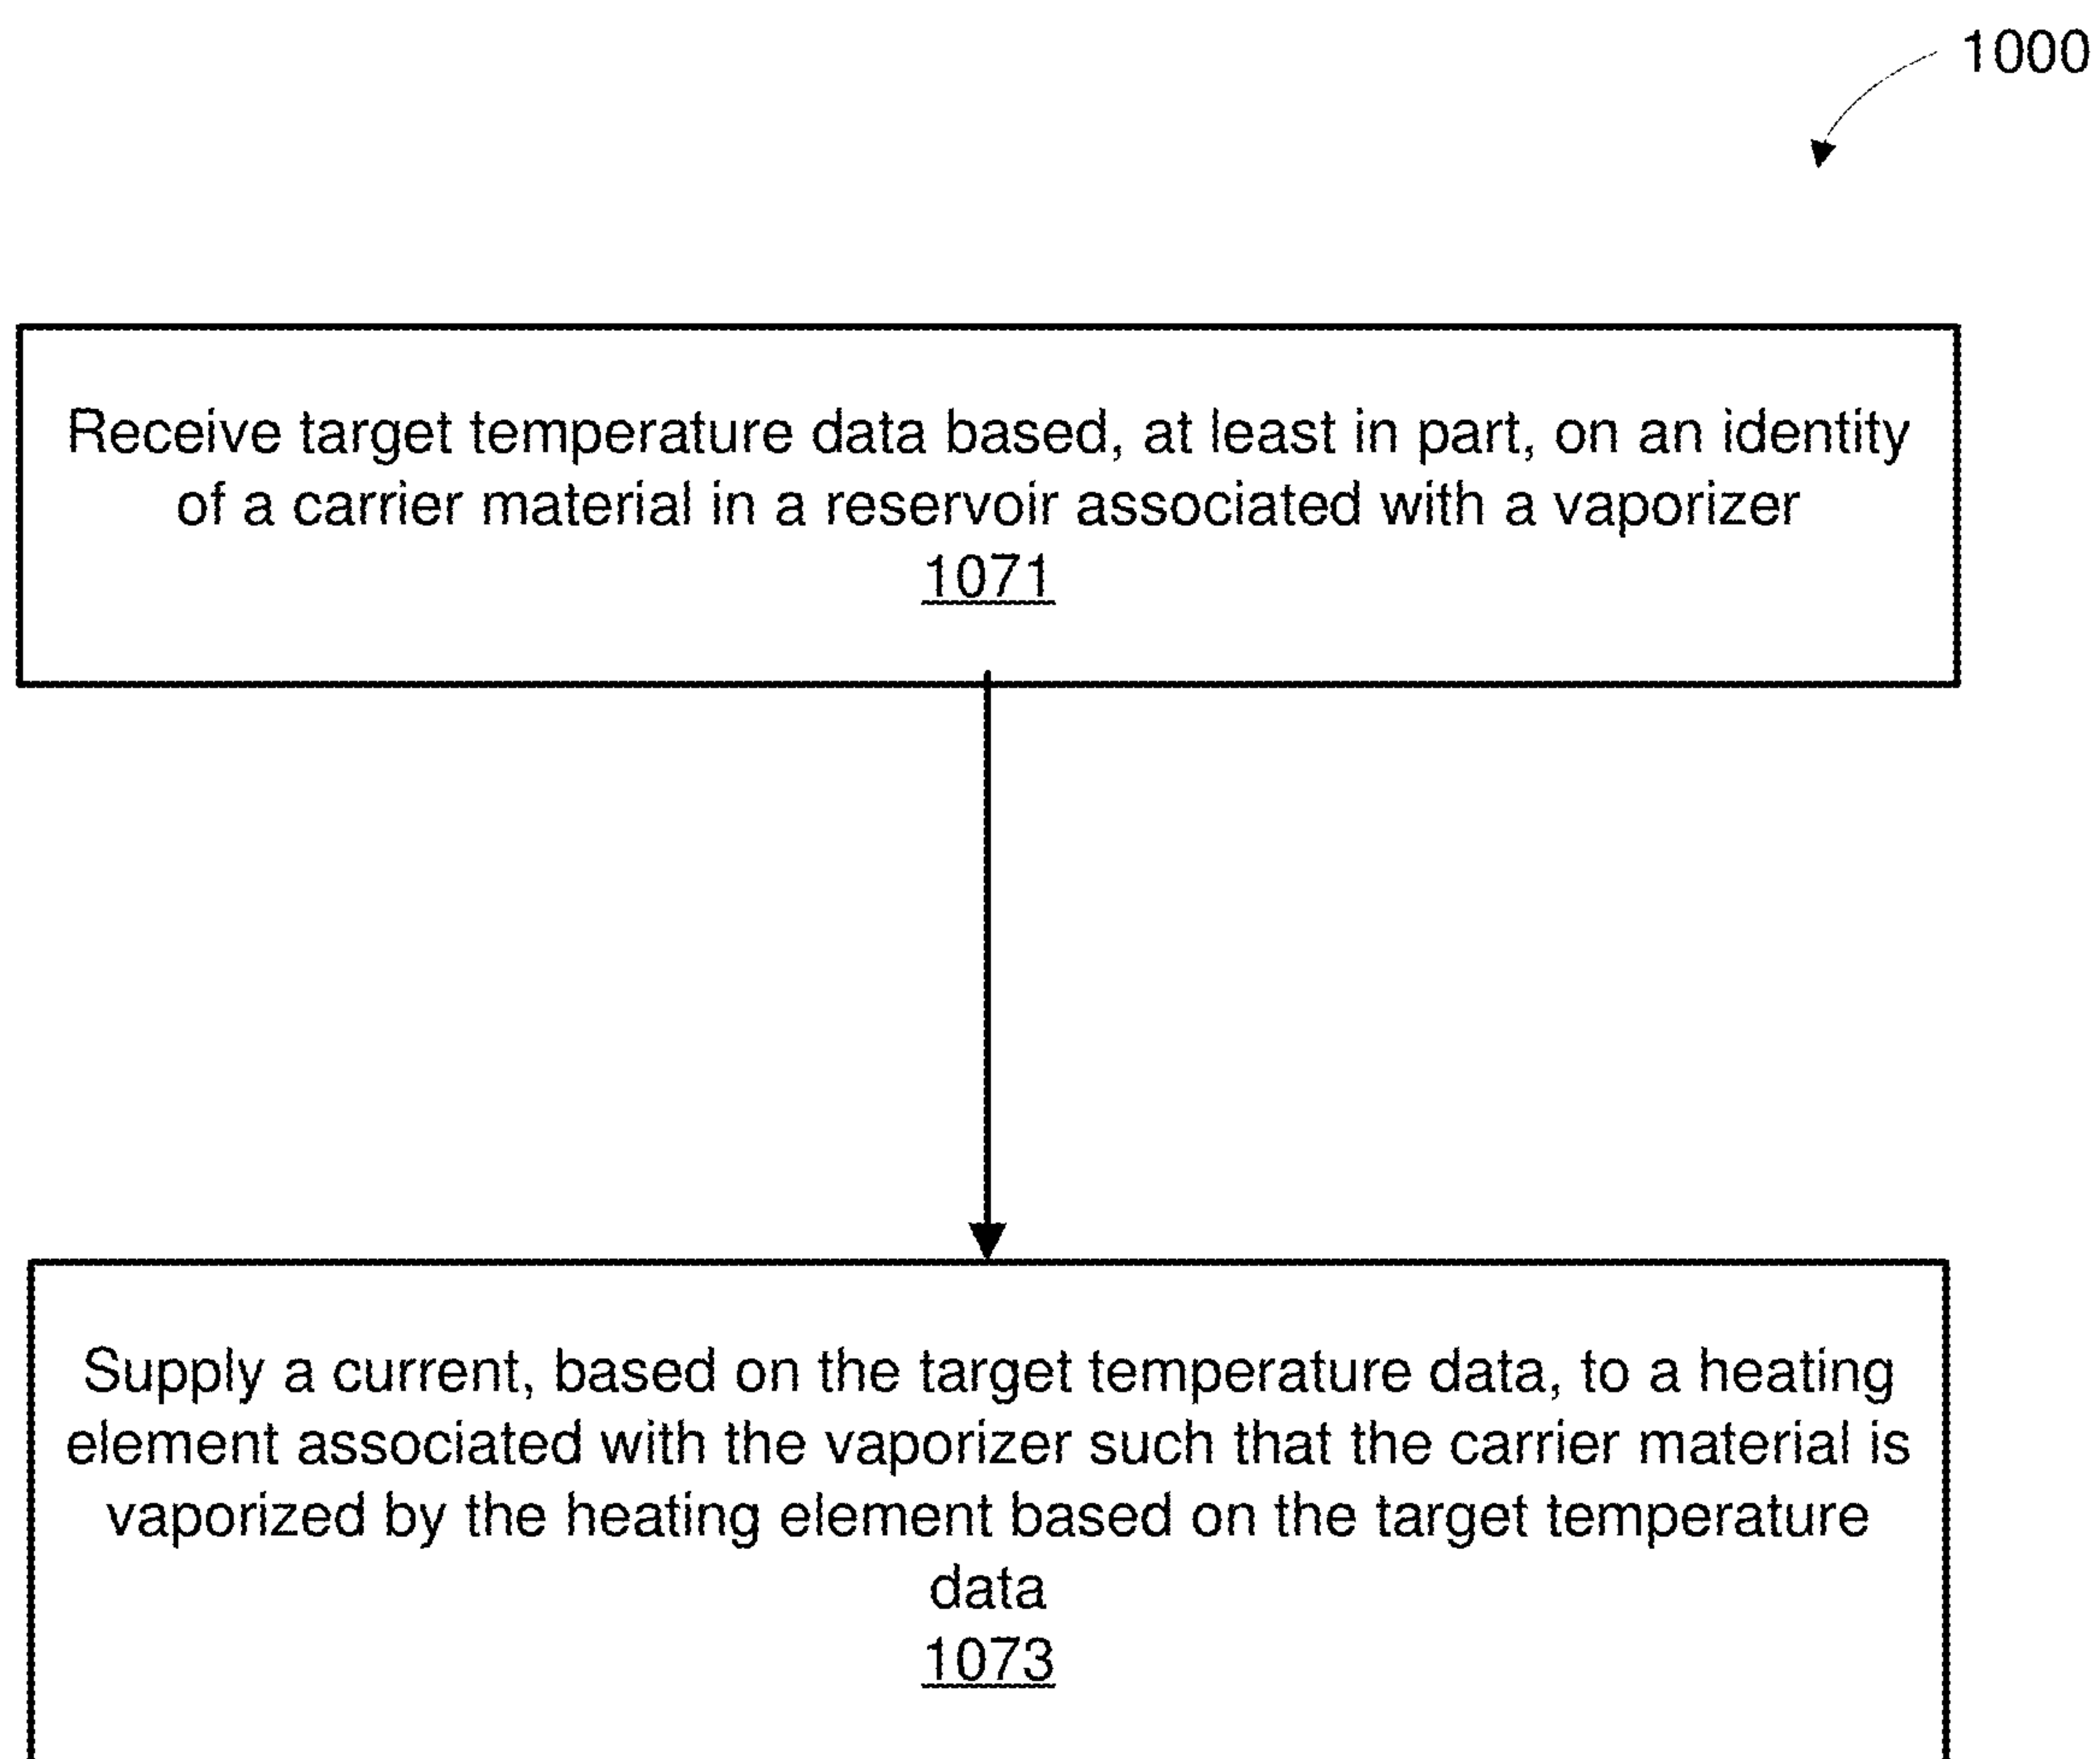 1000
Receive target temperature data based, at least in part, on an identity
of a carrier material in a reservoir associated with a vaporizer
1071
Supply a current, based on the target temperature data, to a heating
element associated with the vaporizer such that the carrier material is
vaporized by the heating element based on the target temperature
data
1073